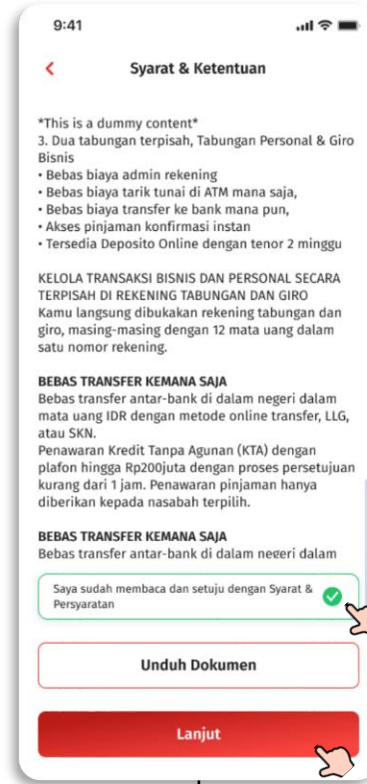 9:41
Syarat & Ketentuan
*This is a dummy content*
3. Dua tabungan terpisah, Tabungan Personal & Giro
Bisnis
• Bebas biaya admin rekening
• Bebas biaya tarik tunai di ATM mana saja,
• Bebas biaya transfer ke bank mana pun,
• Akses pinjaman konfirmasi instan
• Tersedia Deposito Online dengan tenor 2 minggu
KELOLA TRANSAKSI BISNIS DAN PERSONAL SECARA
TERPISAH DI REKENING TABUNGAN DAN GIRO
Kamu langsung dibukakan rekening tabungan dan
giro, masing-masing dengan 12 mata uang dalam
satu nomor rekening.
BEBAS TRANSFER KEMANA SAJA
Bebas transfer antar-bank di dalam negeri dalam
mata uang IDR dengan metode online transfer, LLG,
atau SKN.
Penawaran Kredit Tanpa Agunan (KTA) dengan
plafon hingga Rp200juta dengan proses persetujuan
kurang dari 1 jam. Penawaran pinjaman hanya
diberikan kepada nasabah terpilih.
BEBAS TRANSFER KEMANA SAJA
Bebas transfer antar-bank di dalam negeri dalam
Saya sudah membaca dan setuju dengan Syarat &
Persyaratan
Unduh Dokumen
Lanjut